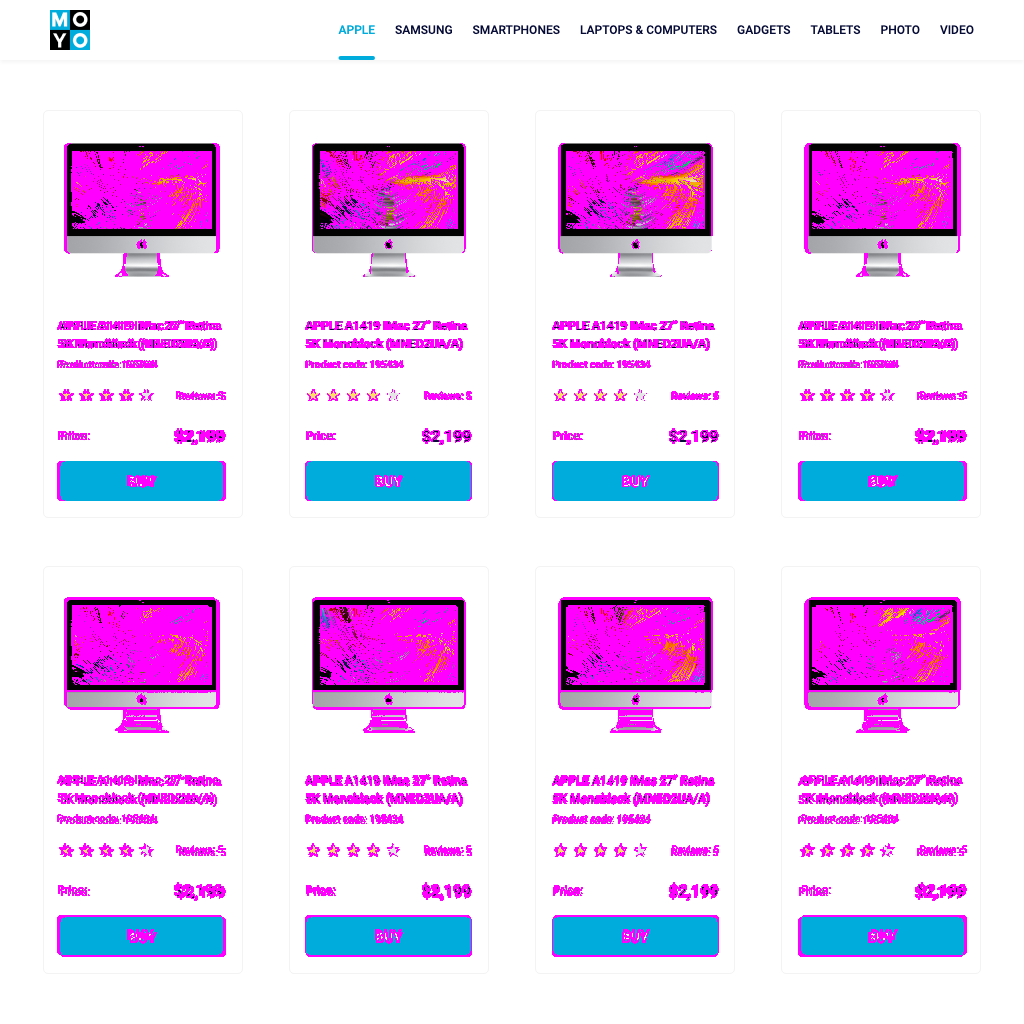 MO
YO
APPLE SAMSUNG SMARTPHONES LAPTOPS & COMPUTERS GADGETS TABLETS PHOTO VIDEO
APPLE A1419 iMac 27" Retina
5K Monoblock (MNED2UA/A)
Product code: 195434
Reviews: 5
Price: $2,199
BUY
APPLE A1419 iMac 27" Retina
5K Monoblock (MNED2UA/A)
Product code: 195434
Reviews: 5
Price: $2,199
BUY
APPLE A1419 iMac 27" Retina
5K Monoblock (MNED2UA/A)
Product code: 195434
Reviews: 5
Price: $2,199
BUY
APPLE A1419 iMac 27" Retina
5K Monoblock (MNED2UA/A)
Product code: 195434
Reviews: 5
Price: $2,199
BUY
APPLE A1419 iMac 27" Retina
5K Monoblock (MNED2UA/A)
Product code: 195434
Reviews: 5
Price: $2,199
BUY
APPLE A1419 iMac 27" Retina
5K Monoblock (MNED2UA/A)
Product code: 195434
Reviews: 5
Price: $2,199
BUY
APPLE A1419 iMac 27" Retina
5K Monoblock (MNED2UA/A)
Product code: 195434
Reviews: 5
Price: $2,199
BUY
APPLE A1419 iMac 27" Retina
5K Monoblock (MNED2UA/A)
Product code: 195434
Reviews: 5
Price: $2,199
BUY